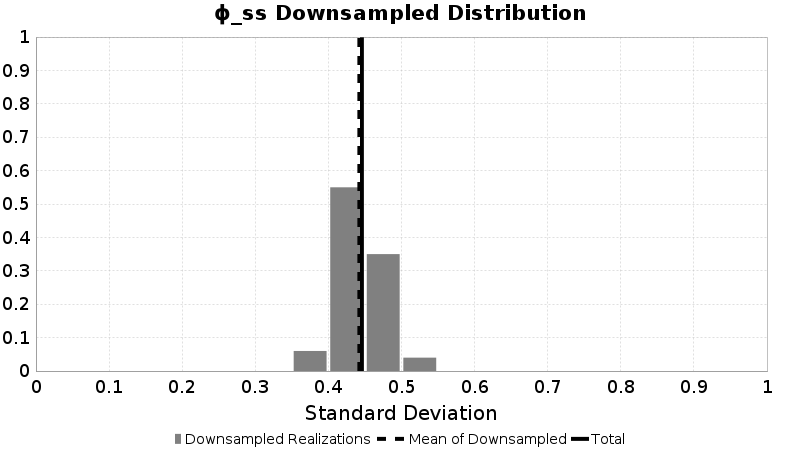 ϕ_ss Downsampled Distribution
1
0.9
0.8
0.7
0.6
0.5
0.4
0.3
0.2
0.1
0
0 0.1 0.2 0.3 0.4 0.5 0.6 0.7 0.8 0.9 1
Standard Deviation
Downsampled Realizations Mean of Downsampled Total